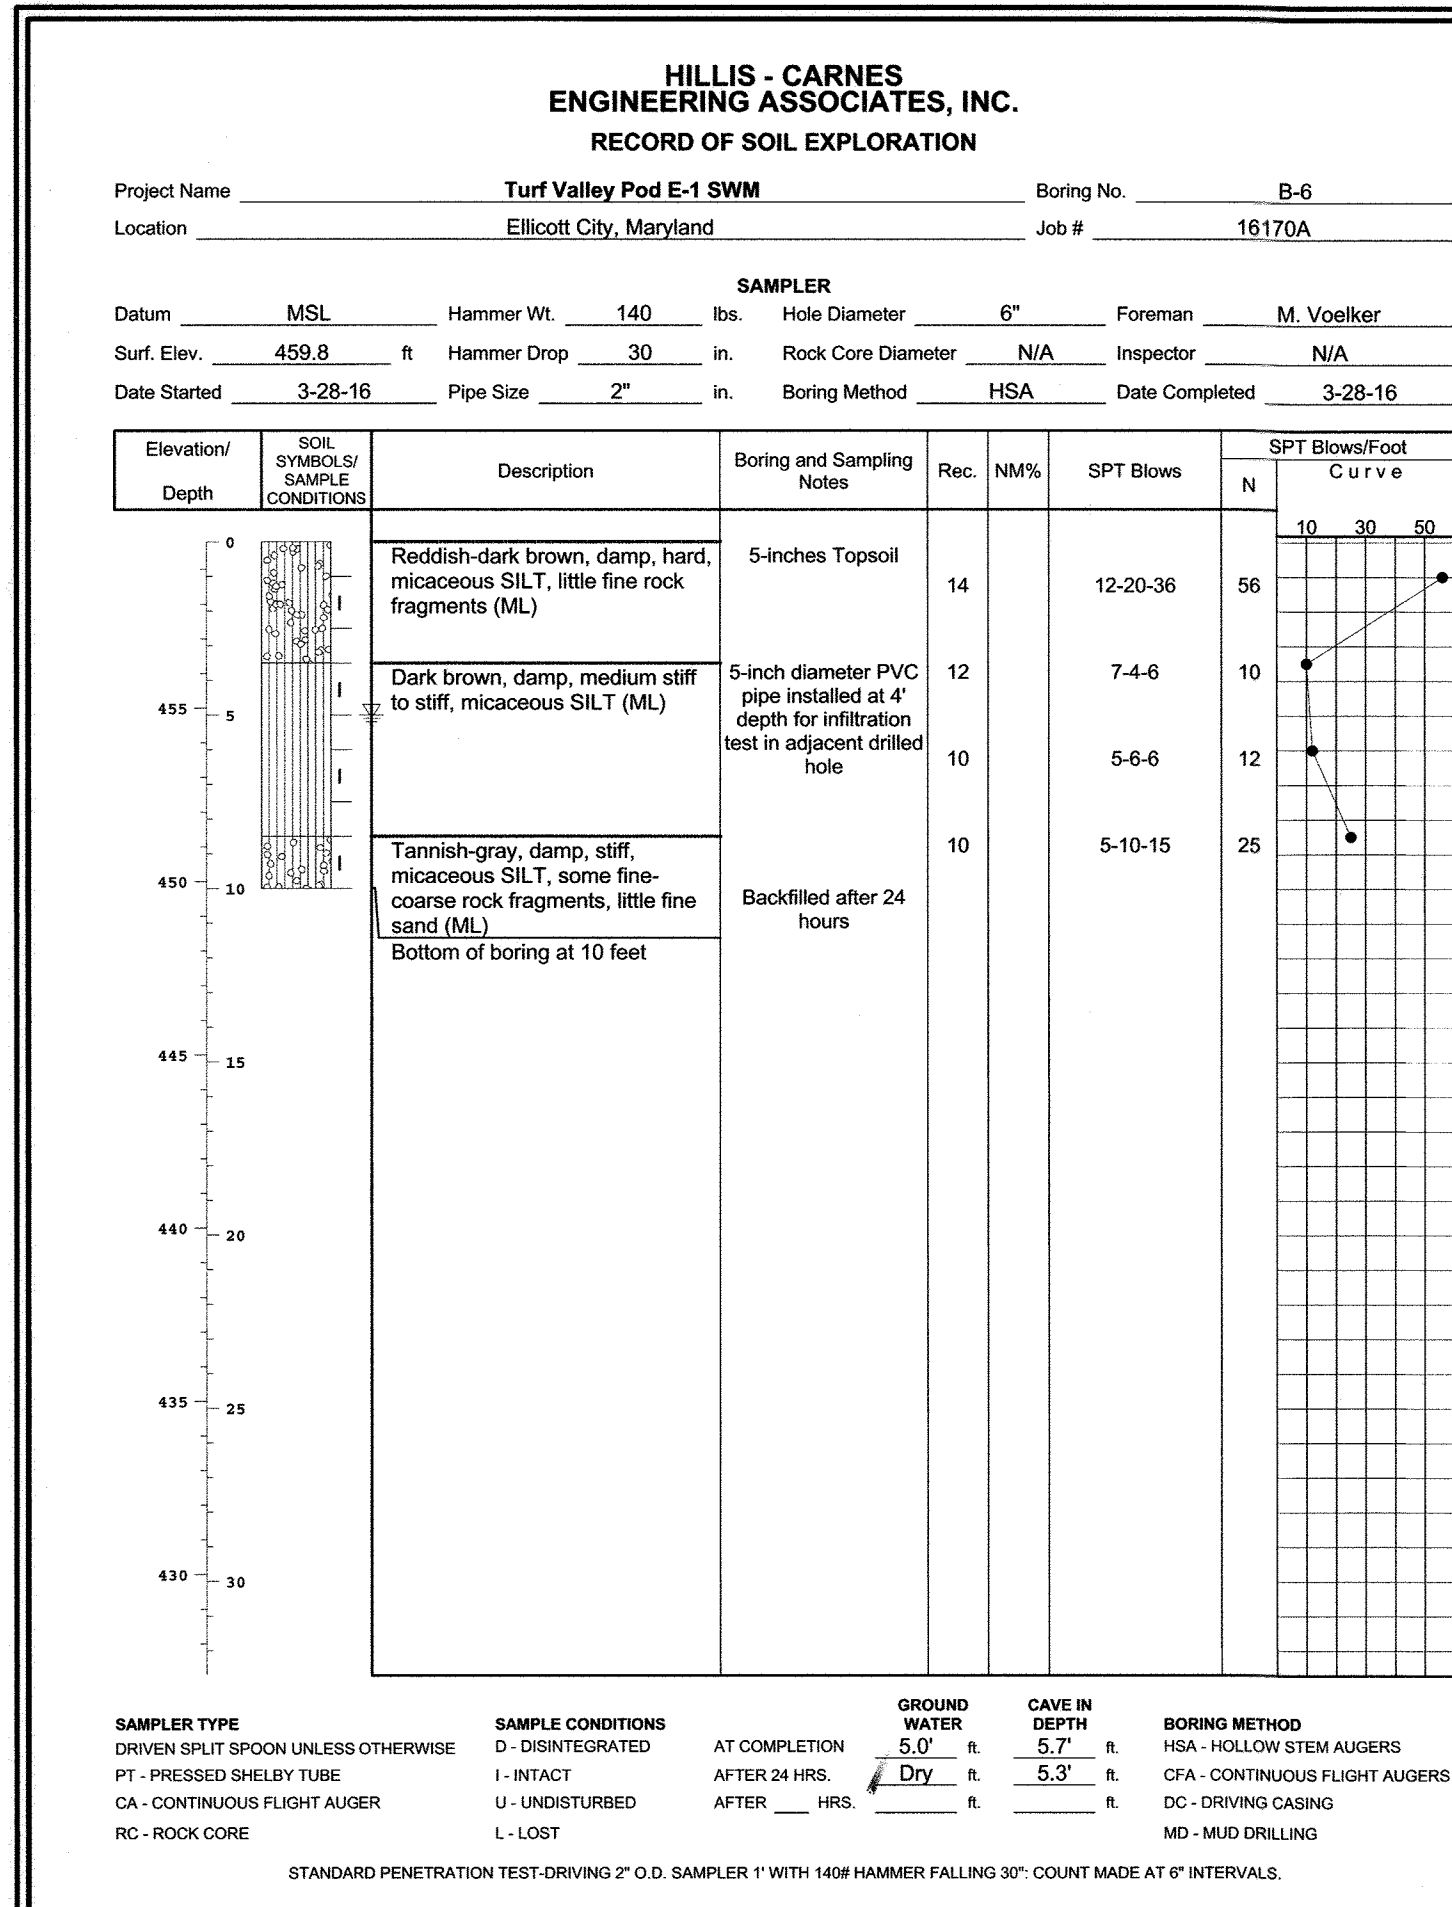 HILLIS - CARNES
ENGINEERING ASSOCIATES, INC.
RECORD OF SOIL EXPLORATION
Project Name Turf Valley Pod E-1 SWM Boring No. B-6
Location Ellicott City, Maryland Job # 16170A
SAMPLER
Datum MSL Hammer Wt. 140 lbs. Hole Diameter 6" Foreman M. Voelker
Surf. Elev. 459.8 ft Hammer Drop 30 in. Rock Core Diameter N/A Inspector N/A
Date Started 3-28-16 Pipe Size 2" in. Boring Method HSA Date Completed 3-28-16
Elevation/
Depth
SOIL
SYMBOLS/
SAMPLE
CONDITIONS
Description
Boring and Sampling
Notes
Rec.
NM%
SPT Blows
SPT Blows/Foot
N
Curve
10 30 50
0
Reddish-dark brown, damp, hard,
micaceous SILT, little fine rock
fragments (ML)
5-inches Topsoil
14 12-20-36 56
I
Dark brown, damp, medium stiff
to stiff, micaceous SILT (ML)
5-inch diameter PVC
pipe installed at 4'
depth for infiltration
test in adjacent drilled
hole
12 7-4-6 10
I
455 5
10 5-6-6 12
I
Tannish-gray, damp, stiff,
micaceous SILT, some fine-
coarse rock fragments, little fine
sand (ML)
10 5-10-15 25
I
450 10
Backfilled after 24
hours
Bottom of boring at 10 feet
445 15
440 20
435 25
430 30
SAMPLER TYPE
DRIVEN SPLIT SPOON UNLESS OTHERWISE
PT - PRESSED SHELBY TUBE
CA - CONTINUOUS FLIGHT AUGER
RC - ROCK CORE
SAMPLE CONDITIONS
D - DISINTEGRATED
I - INTACT
U - UNDISTURBED
L - LOST
GROUND
WATER
CAVE IN
DEPTH
AT COMPLETION 5.0' ft. 5.7' ft.
AFTER 24 HRS. Dry ft. 5.3' ft.
AFTER ___ HRS. ft. ft.
BORING METHOD
HSA - HOLLOW STEM AUGERS
CFA - CONTINUOUS FLIGHT AUGERS
DC - DRIVING CASING
MD - MUD DRILLING
STANDARD PENETRATION TEST-DRIVING 2" O.D. SAMPLER 1' WITH 140# HAMMER FALLING 30": COUNT MADE AT 6" INTERVALS.